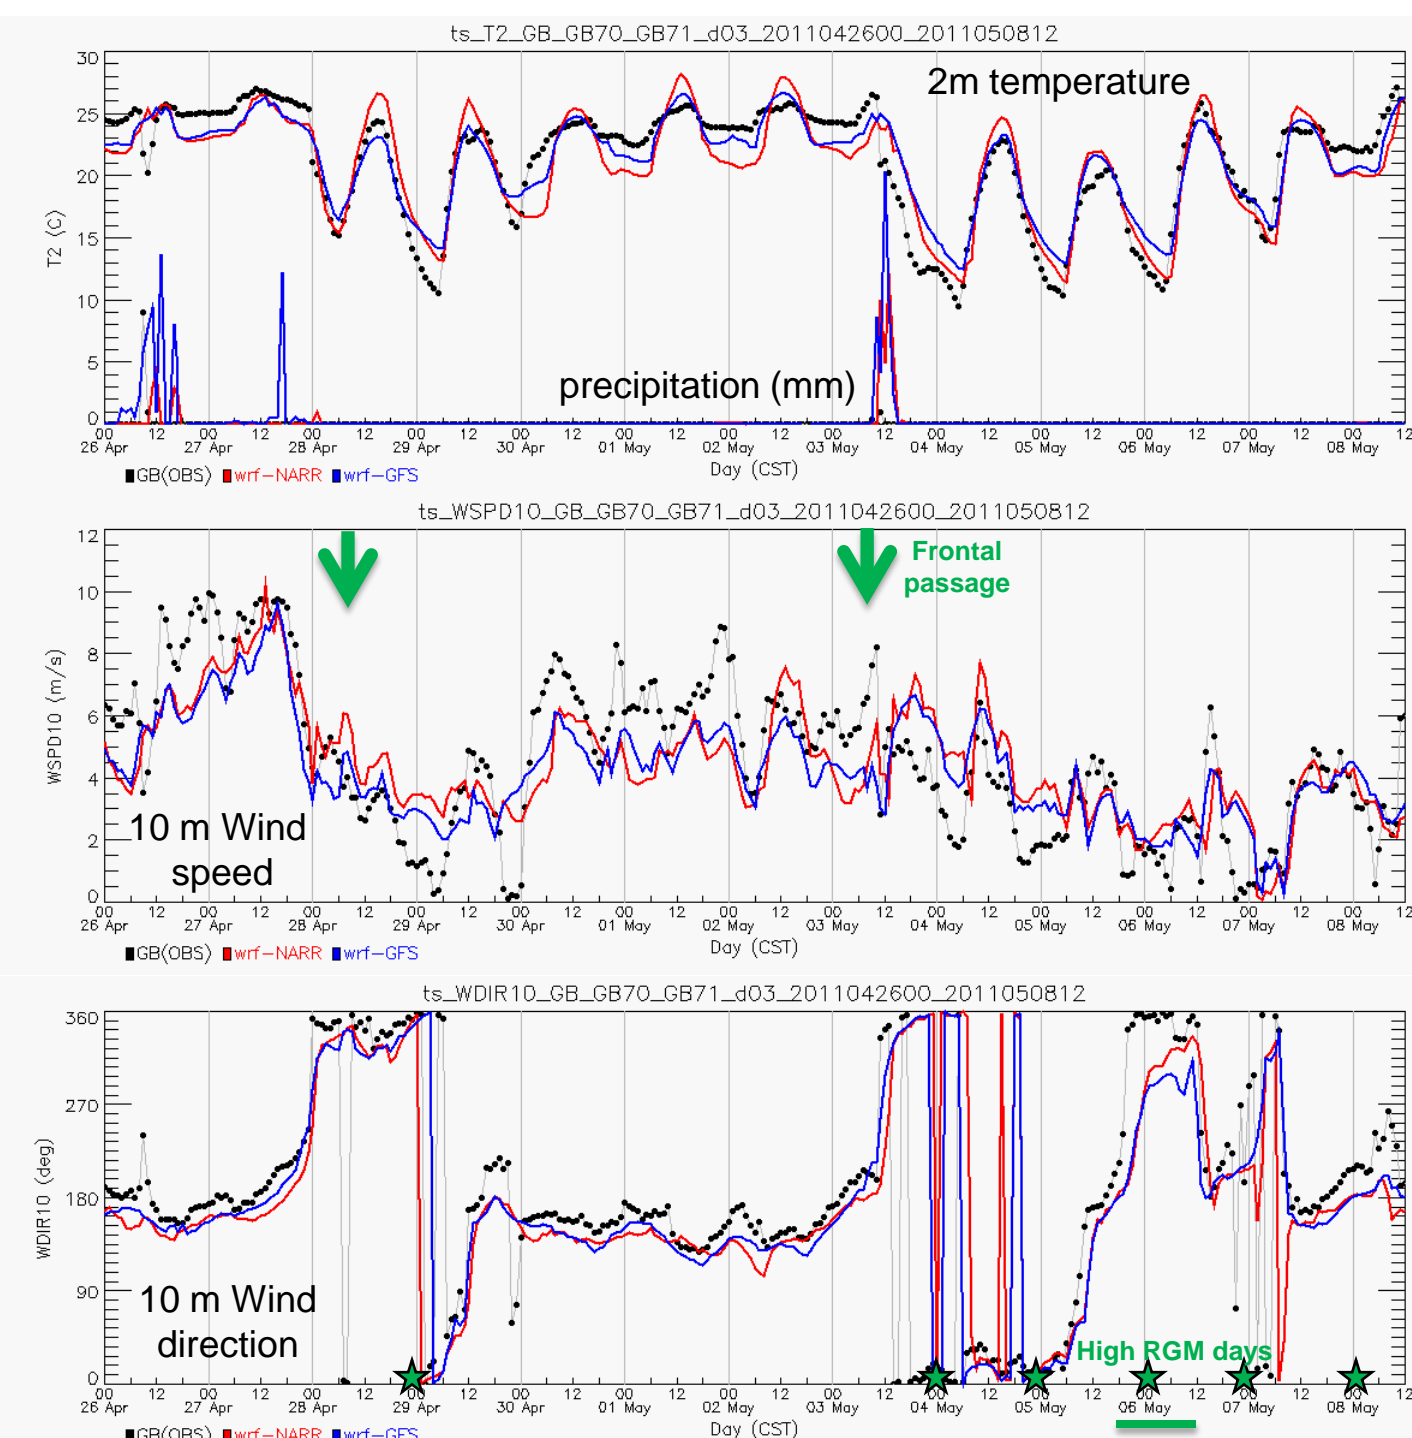 ts_T2_GB_GB70_GB71_d03_2011042600_2011050812
2m temperature
T2 (C)
30
25
20
15
10
5
0
precipitation (mm)
00 12 00 12 00 12 00 12 00 12 00 12 00 12 00 12 00 12 00 12 00 12 00 12 00 12
26 Apr 27 Apr 28 Apr 29 Apr 30 Apr 01 May 02 May 03 May 04 May 05 May 06 May 07 May 08 May
Day (CST)
GB(OBS) wrf-NARR wrf-GFS
ts_WSPD10_GB_GB70_GB71_d03_2011042600_2011050812
Frontal
passage
WSPD10 (m/s)
12
10
8
6
4
2
0
10 m Wind
speed
00 12 00 12 00 12 00 12 00 12 00 12 00 12 00 12 00 12 00 12 00 12 00 12 00 12
26 Apr 27 Apr 28 Apr 29 Apr 30 Apr 01 May 02 May 03 May 04 May 05 May 06 May 07 May 08 May
Day (CST)
GB(OBS) wrf-NARR wrf-GFS
ts_WDIR10_GB_GB70_GB71_d03_2011042600_2011050812
WDIR10 (deg)
360
270
180
90
0
10 m Wind
direction
High RGM days
00 12 00 12 00 12 00 12 00 12 00 12 00 12 00 12 00 12 00 12 00 12 00 12 00 12
26 Apr 27 Apr 28 Apr 29 Apr 30 Apr 01 May 02 May 03 May 04 May 05 May 06 May 07 May 08 May
Day (CST)
GB(OBS) wrf-NARR wrf-GFS